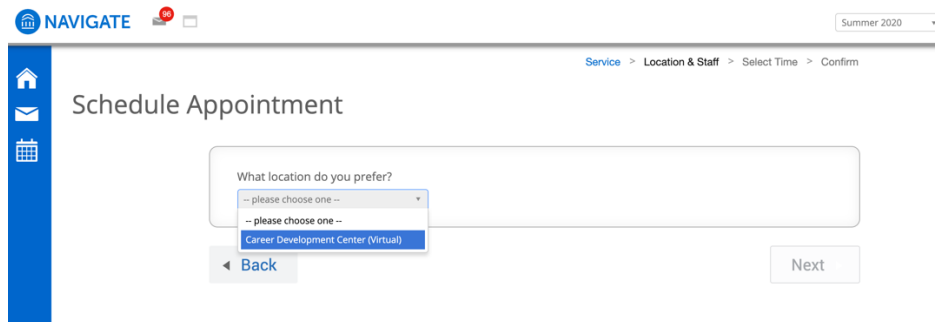 NAVIGATE
96
Summer 2020
Service > Location & Staff > Select Time > Confirm
Schedule Appointment
What location do you prefer?
-- please choose one --
-- please choose one --
Career Development Center (Virtual)
Back
Next